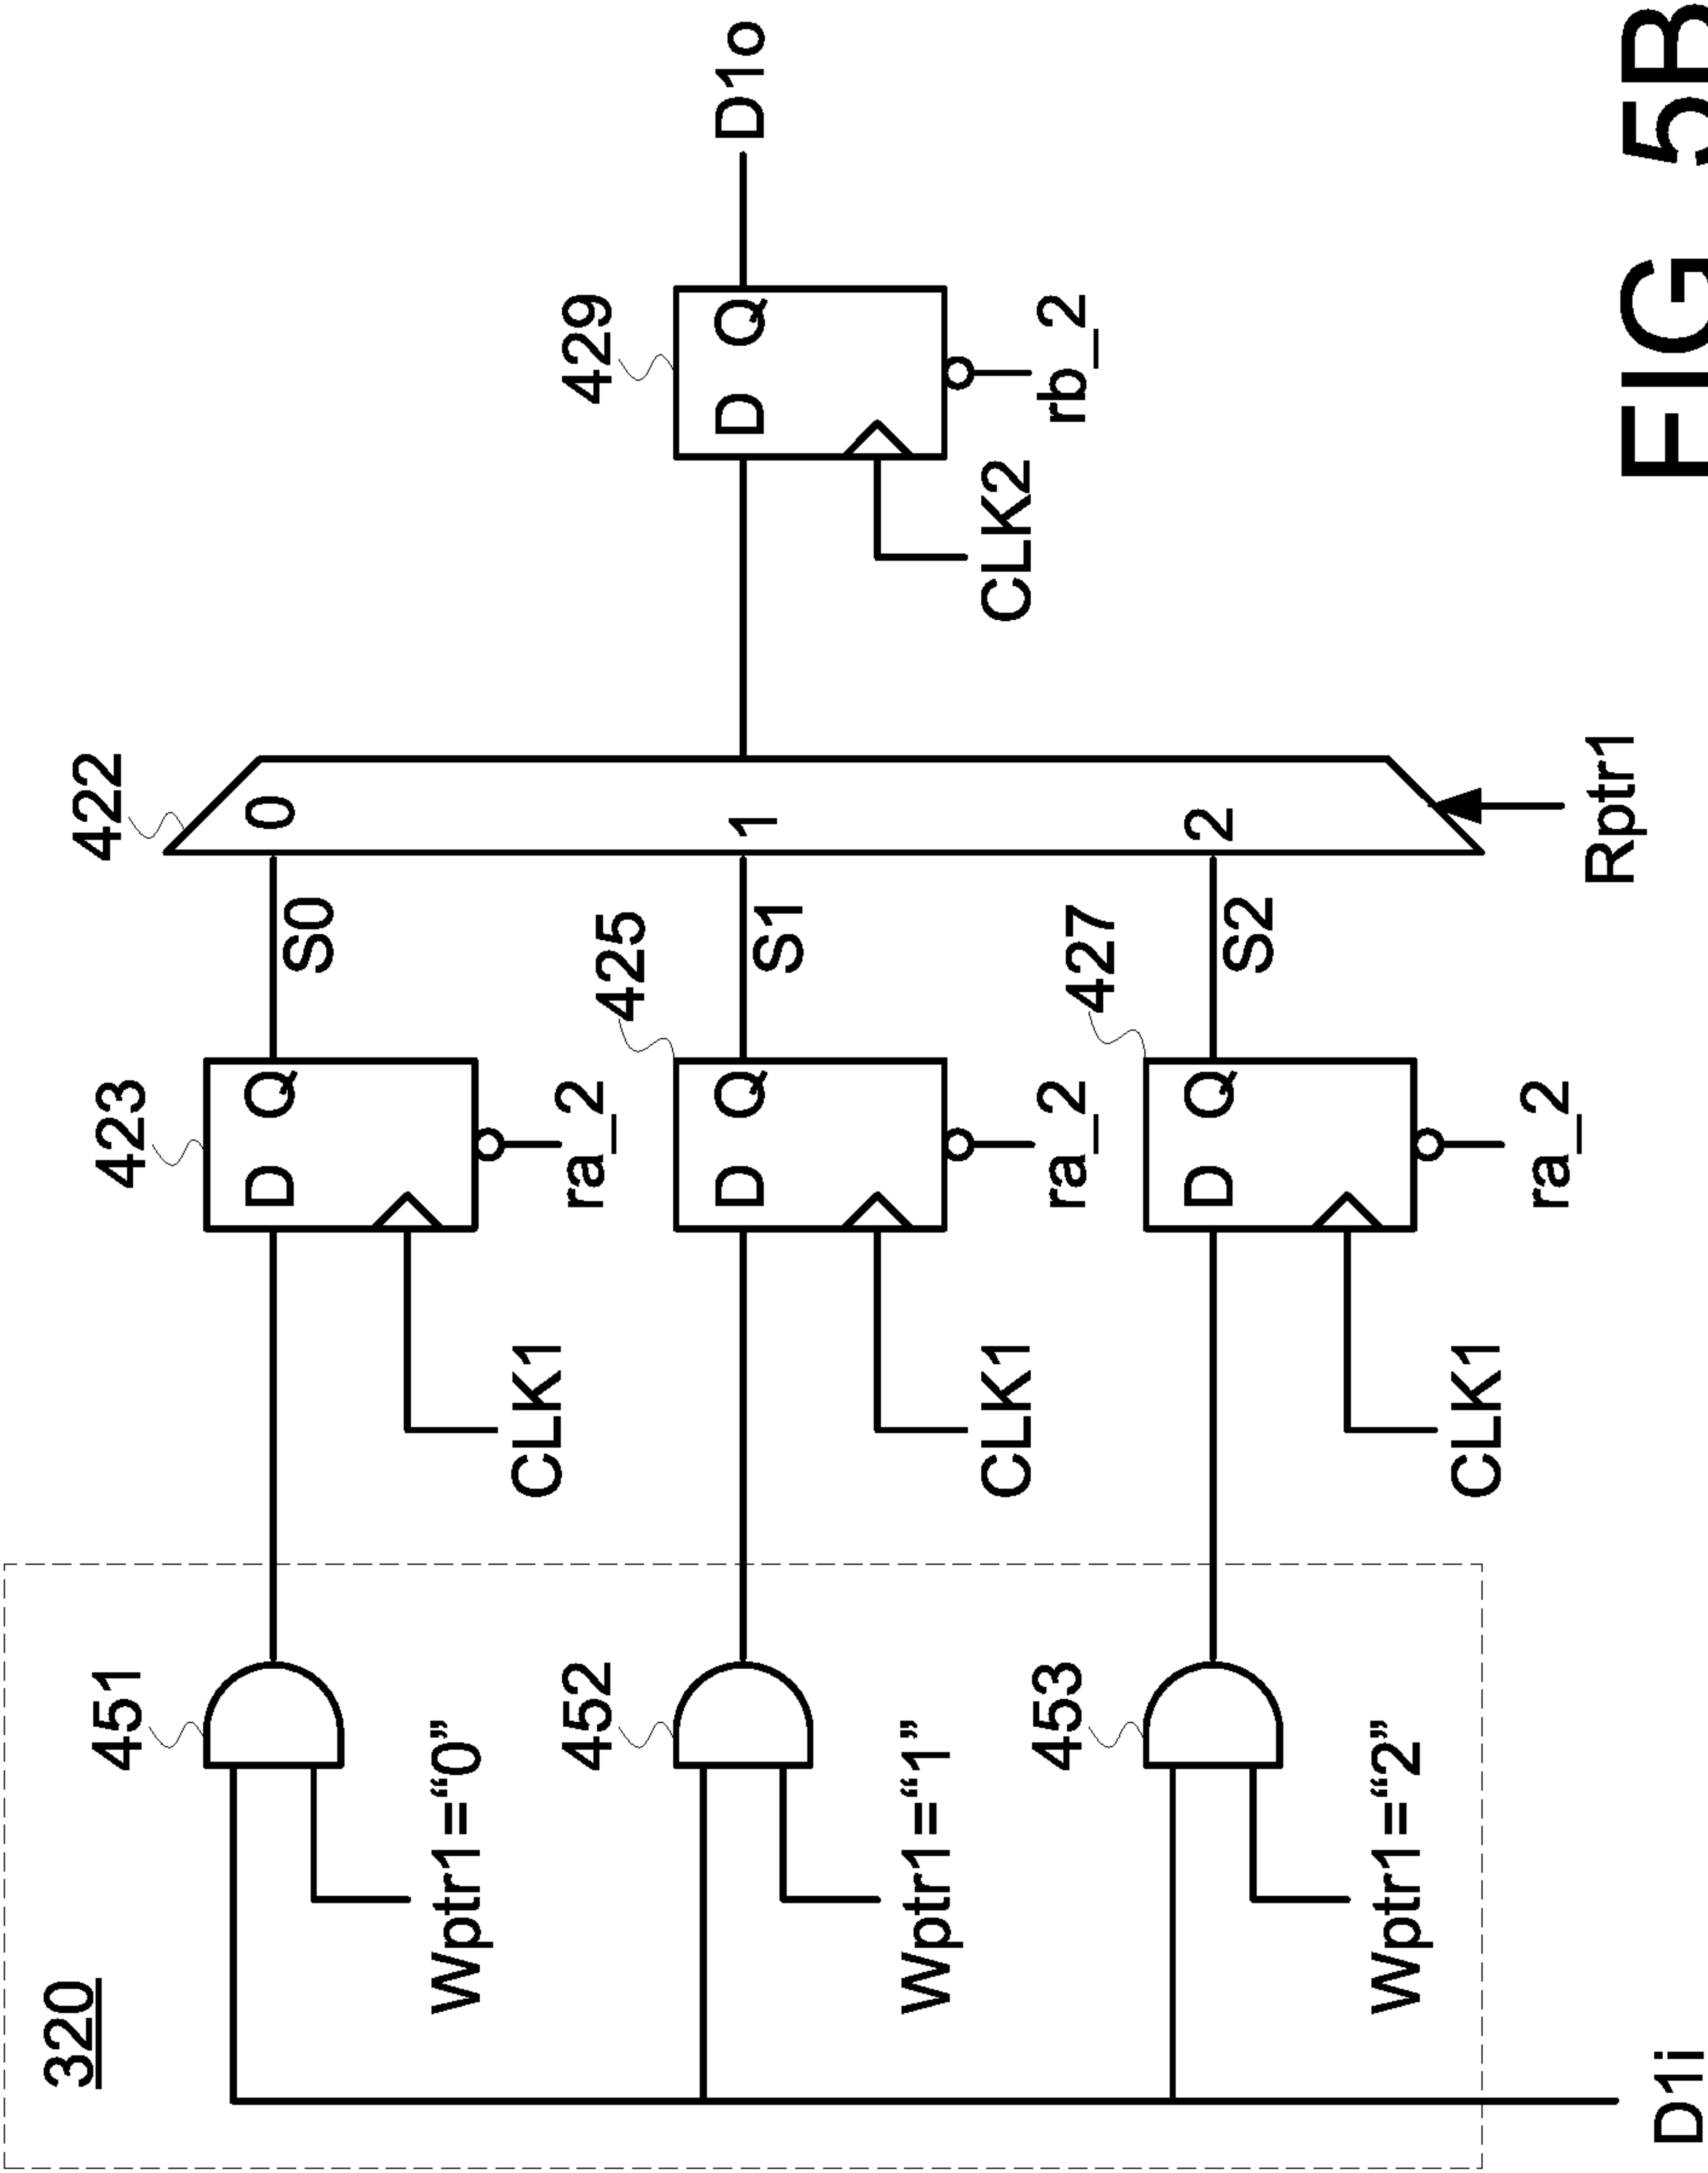 320
451
Wptr1=“0”
452
Wptr1=“1”
453
Wptr1=“2”
D1i
423
D Q
CLK1
ra_2
S0
425
D Q
CLK1
ra_2
S1
427
D Q
CLK1
ra_2
S2
422
0
1
2
Rptr1
429
D Q
CLK2
rb_2
D1o
FIG 5B